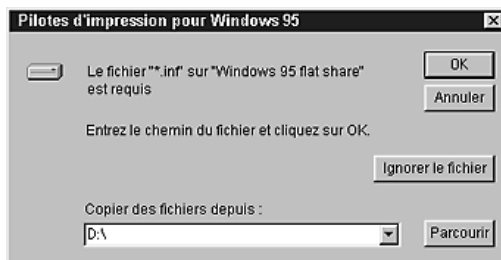 Pilotes d'impression pour Windows 95
Le fichier "*.inf" sur "Windows 95 flat share"
est requis
OK
Annuler
Entrez le chemin du fichier et cliquez sur OK.
Ignorer le fichier
Copier des fichiers depuis :
D:\
Parcourir